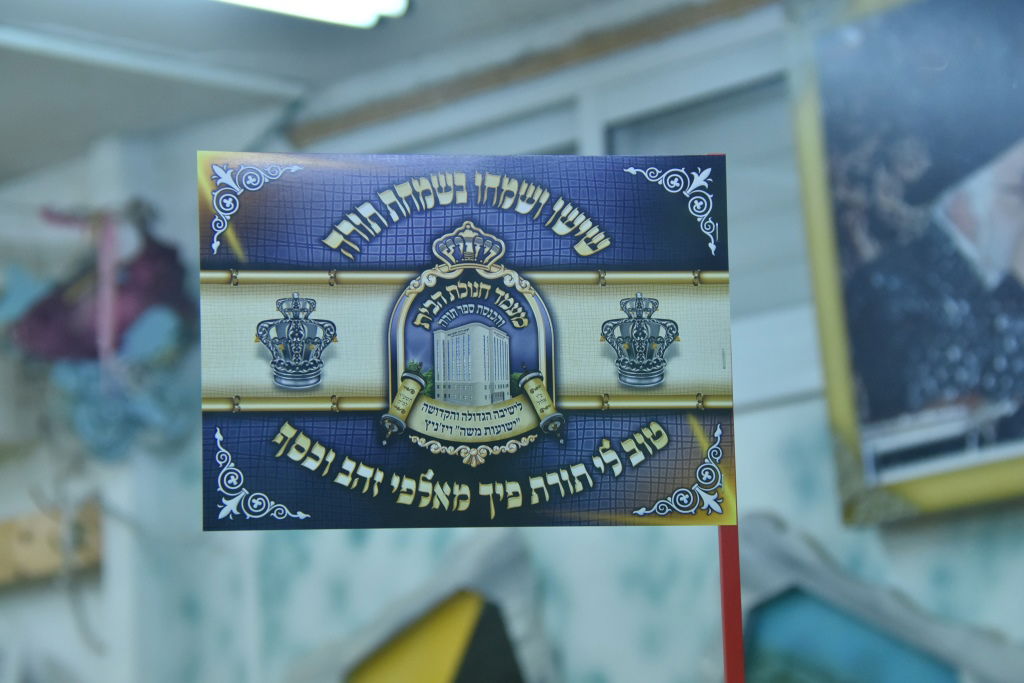 שישו ושמחו בשמחת תורה
מעמד חנוכת הבית
והכנסת ספר תורה
לישיבה הגדולה והקדושה
"ישועות משה" ויז'ניץ
טוב לי תורת פיך מאלפי זהב וכסף